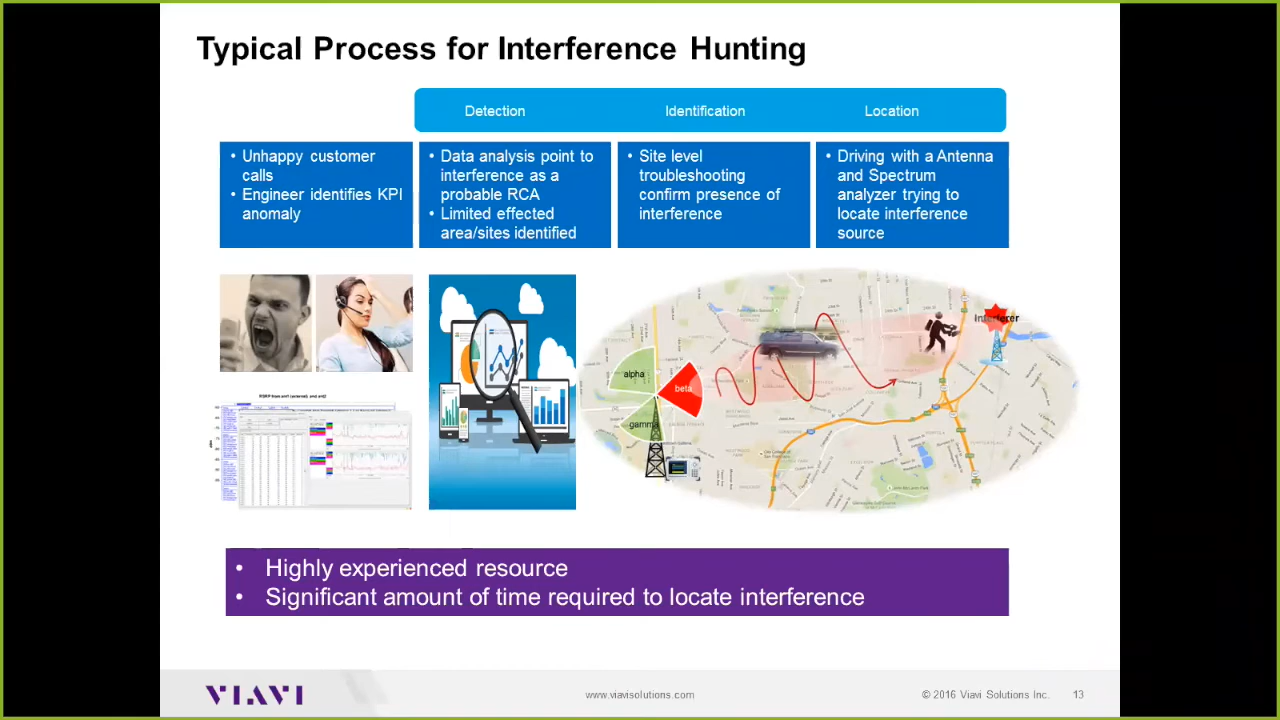 Typical Process for Interference Hunting
Detection
Identification
Location
• Unhappy customer
calls
• Engineer identifies KPI
anomaly
• Data analysis point to
interference as a
probable RCA
• Limited effected
area/sites identified
• Site level
troubleshooting
confirm presence of
interference
• Driving with a Antenna
and Spectrum
analyzer trying to
locate interference
source
alpha
beta
gamma
Interferer
• Highly experienced resource
• Significant amount of time required to locate interference
VIAVI
www.viavisolutions.com
© 2016 Viavi Solutions Inc.
13